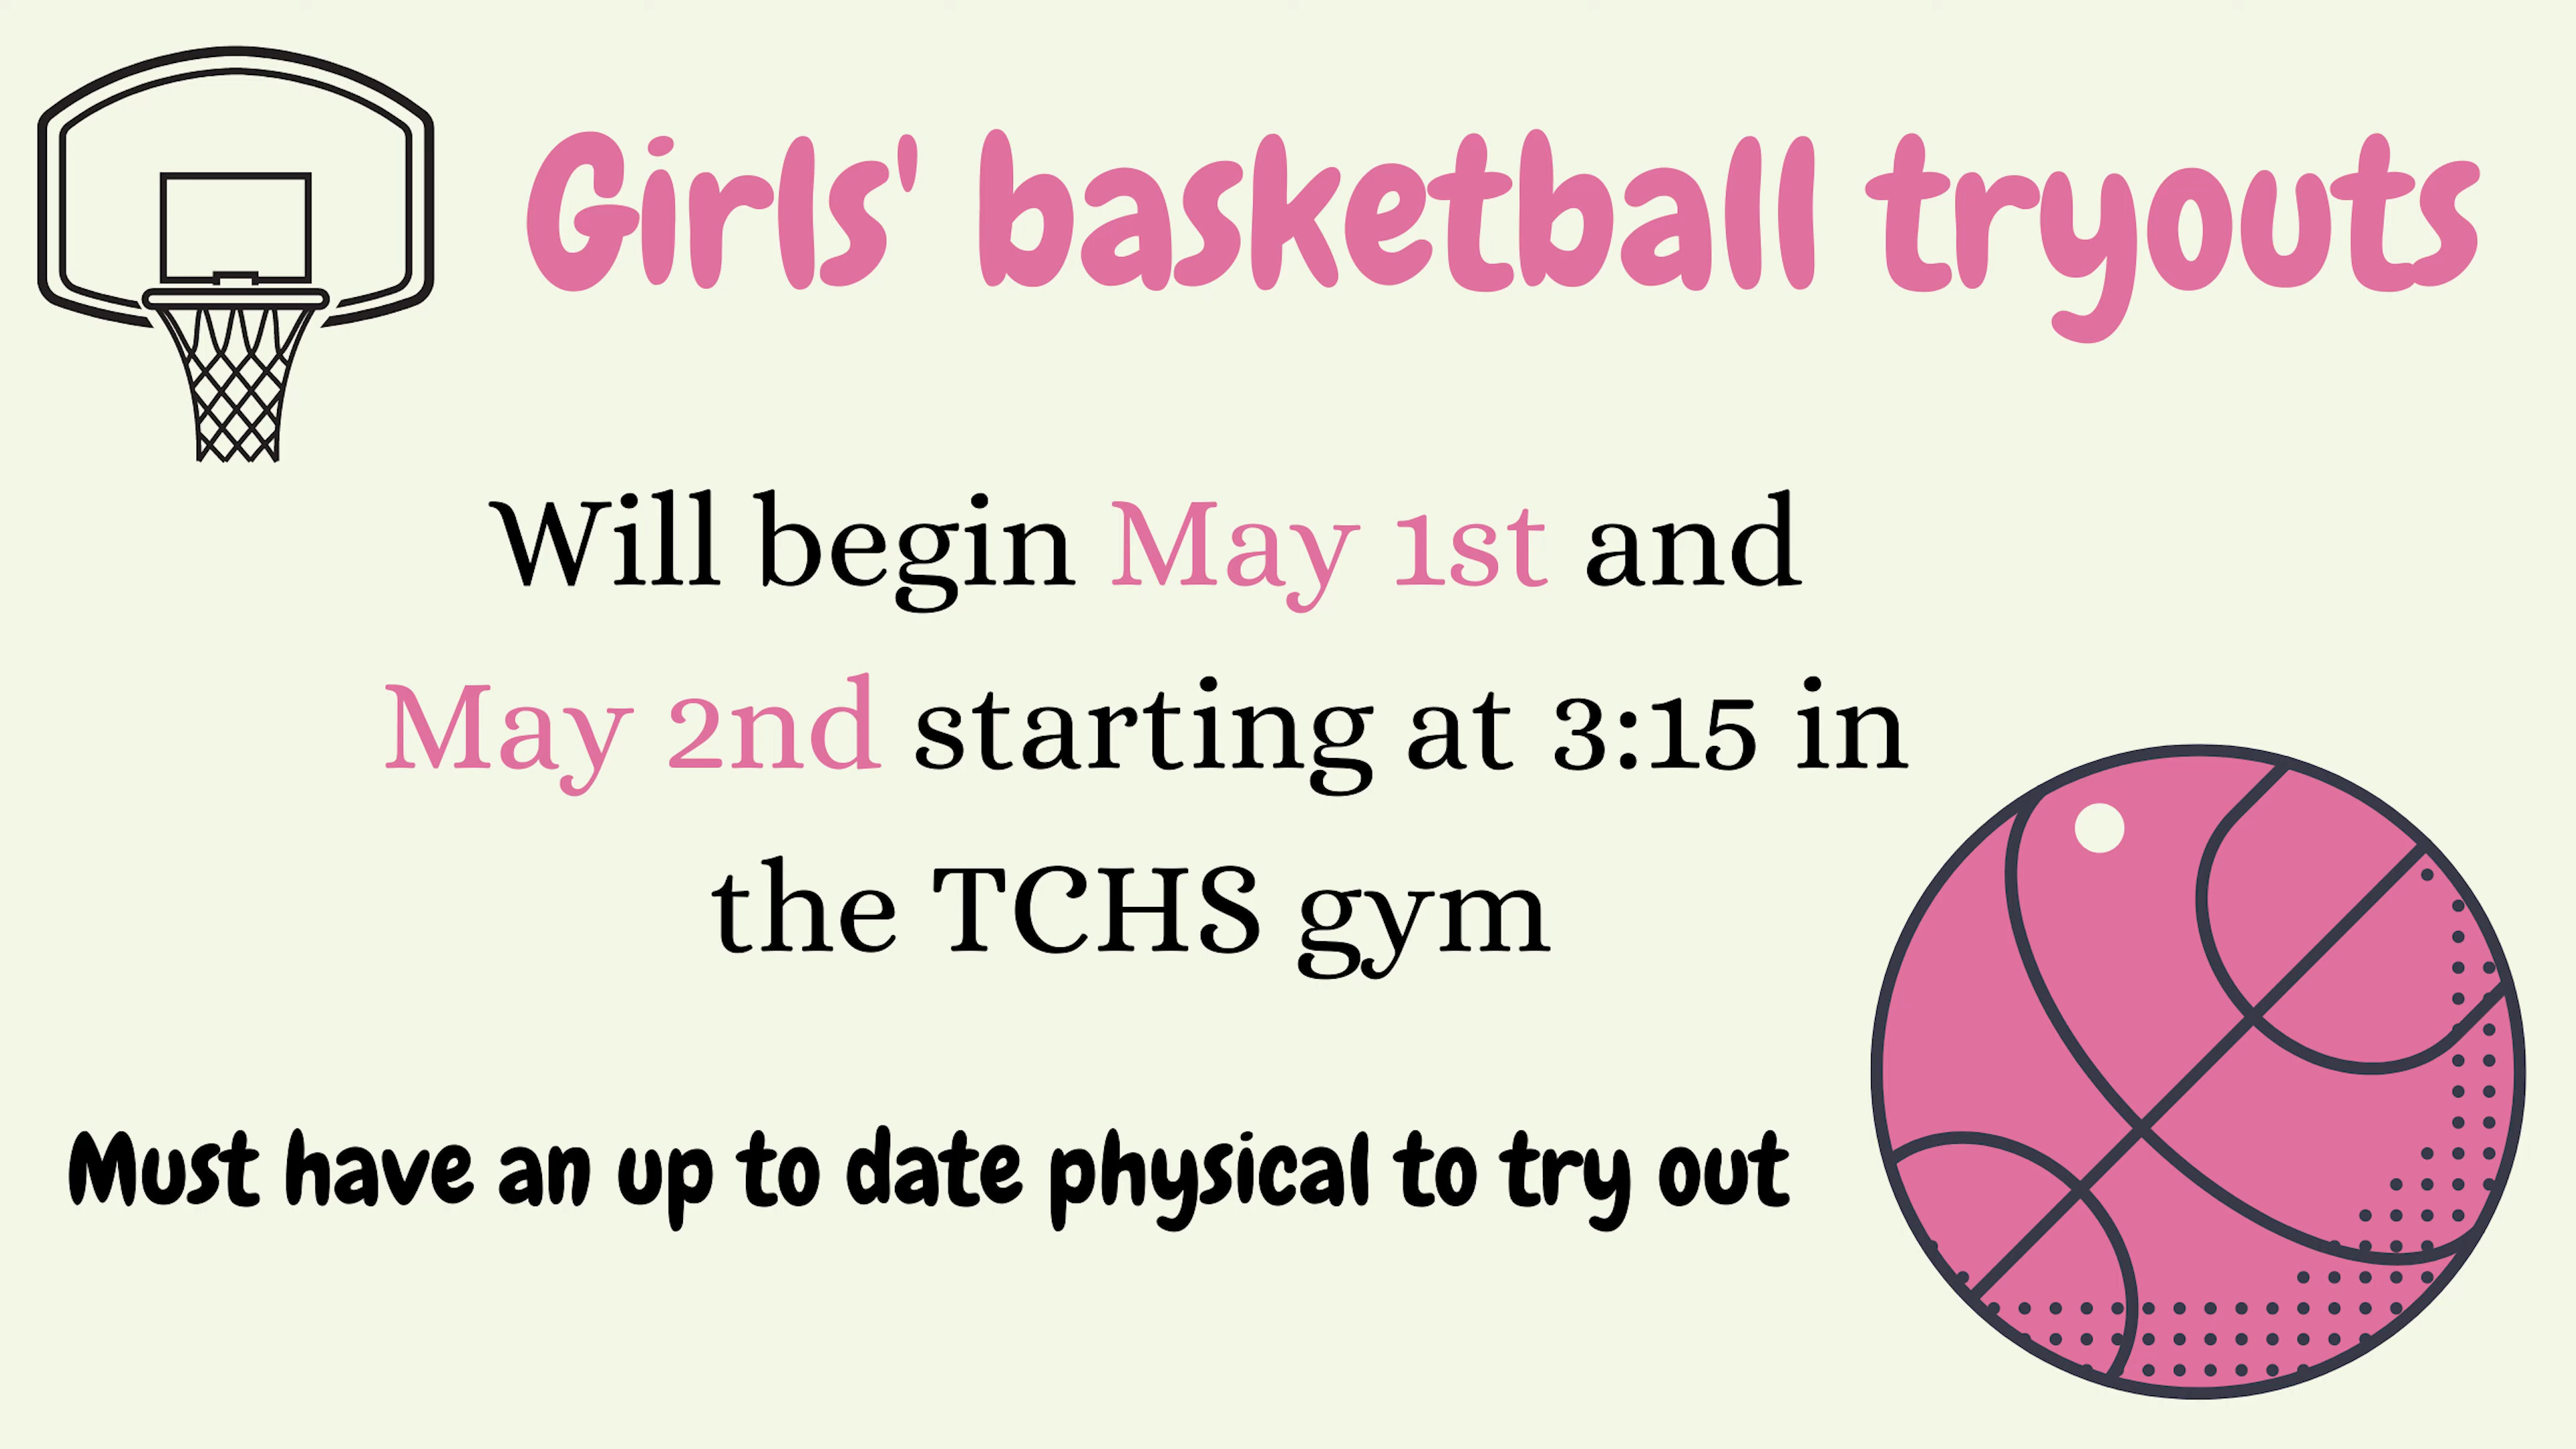 Girls' basketball tryouts
Will begin May 1st and
May 2nd starting at 3:15 in
the TCHS gym
Must have an up to date physical to try out